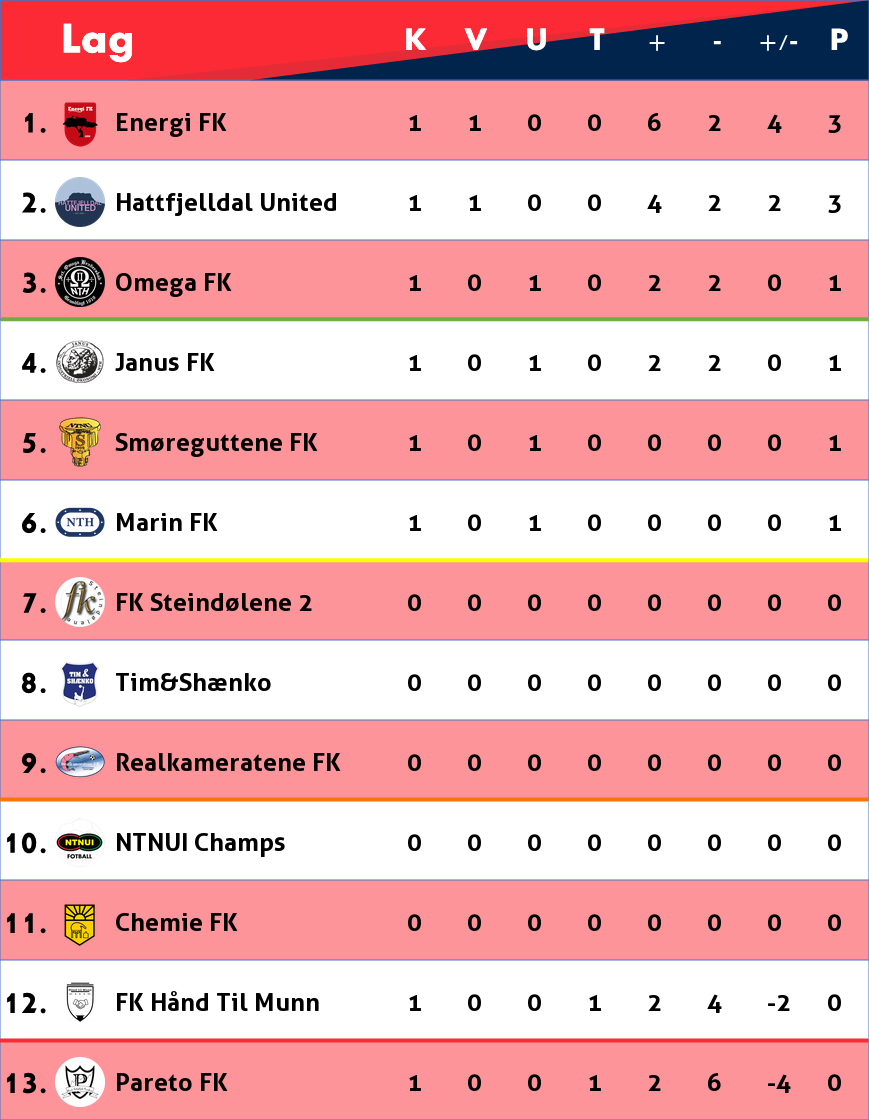 Lag K V U T + - +/- P
1. Energi FK 1 1 0 0 6 2 4 3
2. Hattfjelldal United 1 1 0 0 4 2 2 3
3. Omega FK 1 0 1 0 2 2 0 1
4. Janus FK 1 0 1 0 2 2 0 1
5. Smøreguttene FK 1 0 1 0 0 0 0 1
6. NTH Marin FK 1 0 1 0 0 0 0 1
7. fk FK Steindølene 2 0 0 0 0 0 0 0 0
8. TIM & SHÆNKO Tim&Shænko 0 0 0 0 0 0 0 0
9. Realkameratene FK 0 0 0 0 0 0 0 0
10. NTNUI FOTBALL NTNUI Champs 0 0 0 0 0 0 0 0
11. Chemie FK 0 0 0 0 0 0 0 0
12. FK Hånd Til Munn 1 0 0 1 2 4 -2 0
13. P Pareto FK 1 0 0 1 2 6 -4 0